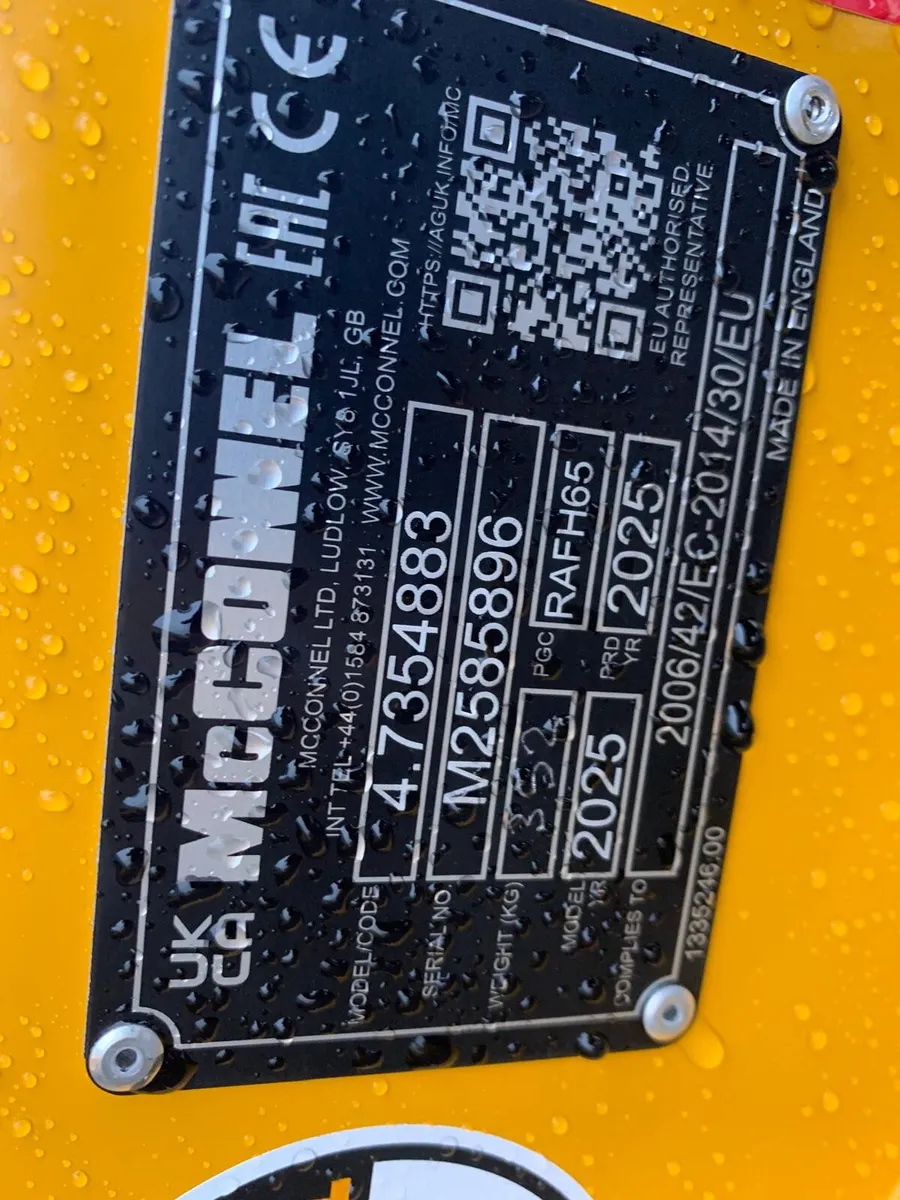 UK
CA
McCONNEL EAC CE
MCCONNEL LTD, LUDLOW, SY8 1JL, GB
INT TEL +44(0)1584 873131 WWW.MCCONNEL.COM
HTTPS://AGUK.INFO/MC
MODEL/CODE 4.7354883
SERIAL NO. M2585896
WEIGHT (KG) 352 PGC RAFH65
MODEL YR 2025 PRD YR 2025
COMPLIES TO 2006/42/EC-2014/30/EU
EU AUTHORISED
REPRESENTATIVE
1335246.00 MADE IN ENGLAND